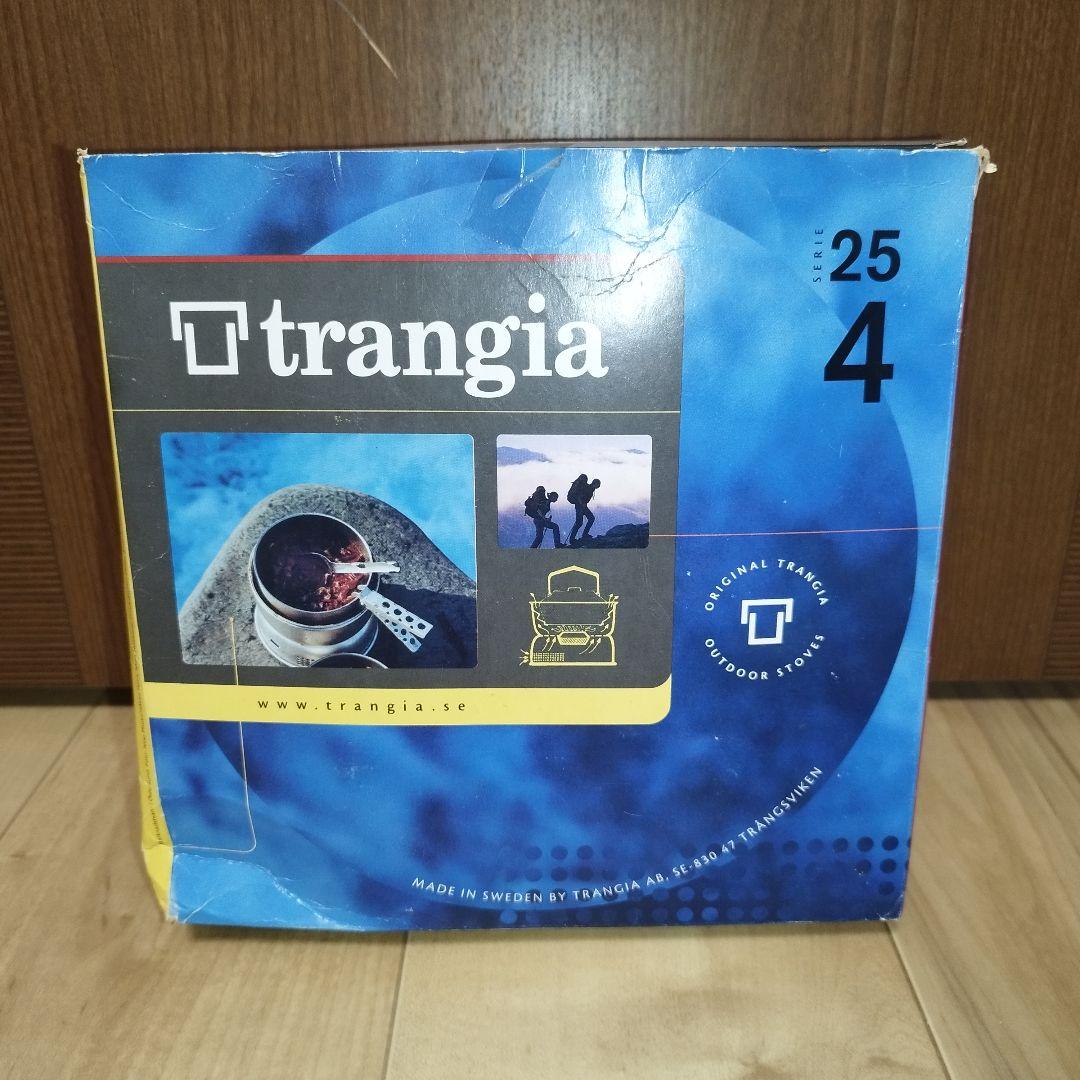 SERIE
25
4
trangia
www.trangia.se
ORIGINAL TRANGIA
OUTDOOR STOVES
MADE IN SWEDEN BY TRANGIA AB, SE-830 47 TRÅNGSVIKEN